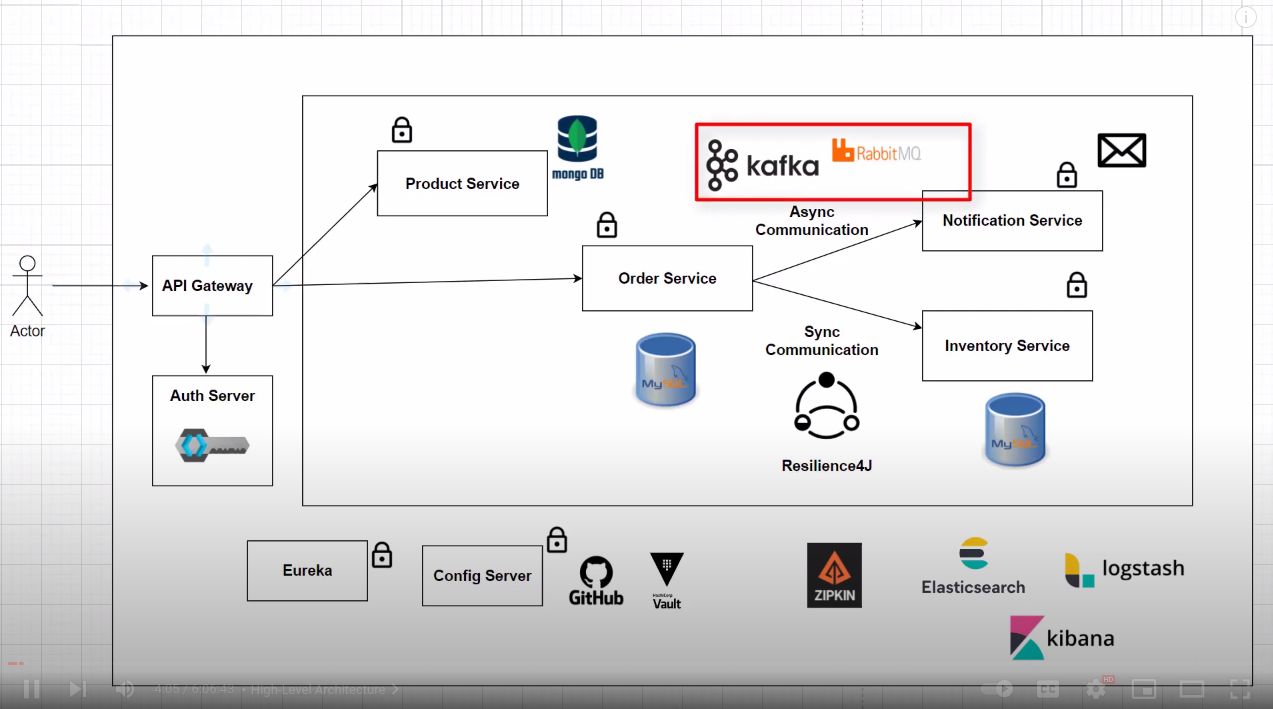 mongo DB
kafka
RabbitMQ
Product Service
Async
Communication
Notification Service
Order Service
API Gateway
Actor
Sync
Communication
Inventory Service
Auth Server
MySQL
MySQL
Resilience4J
Eureka
Config Server
GitHub
HashiCorp
Vault
ZIPKIN
Elasticsearch
logstash
kibana
4:05 / 6:06:43 • High-Level Architecture
CC
HD